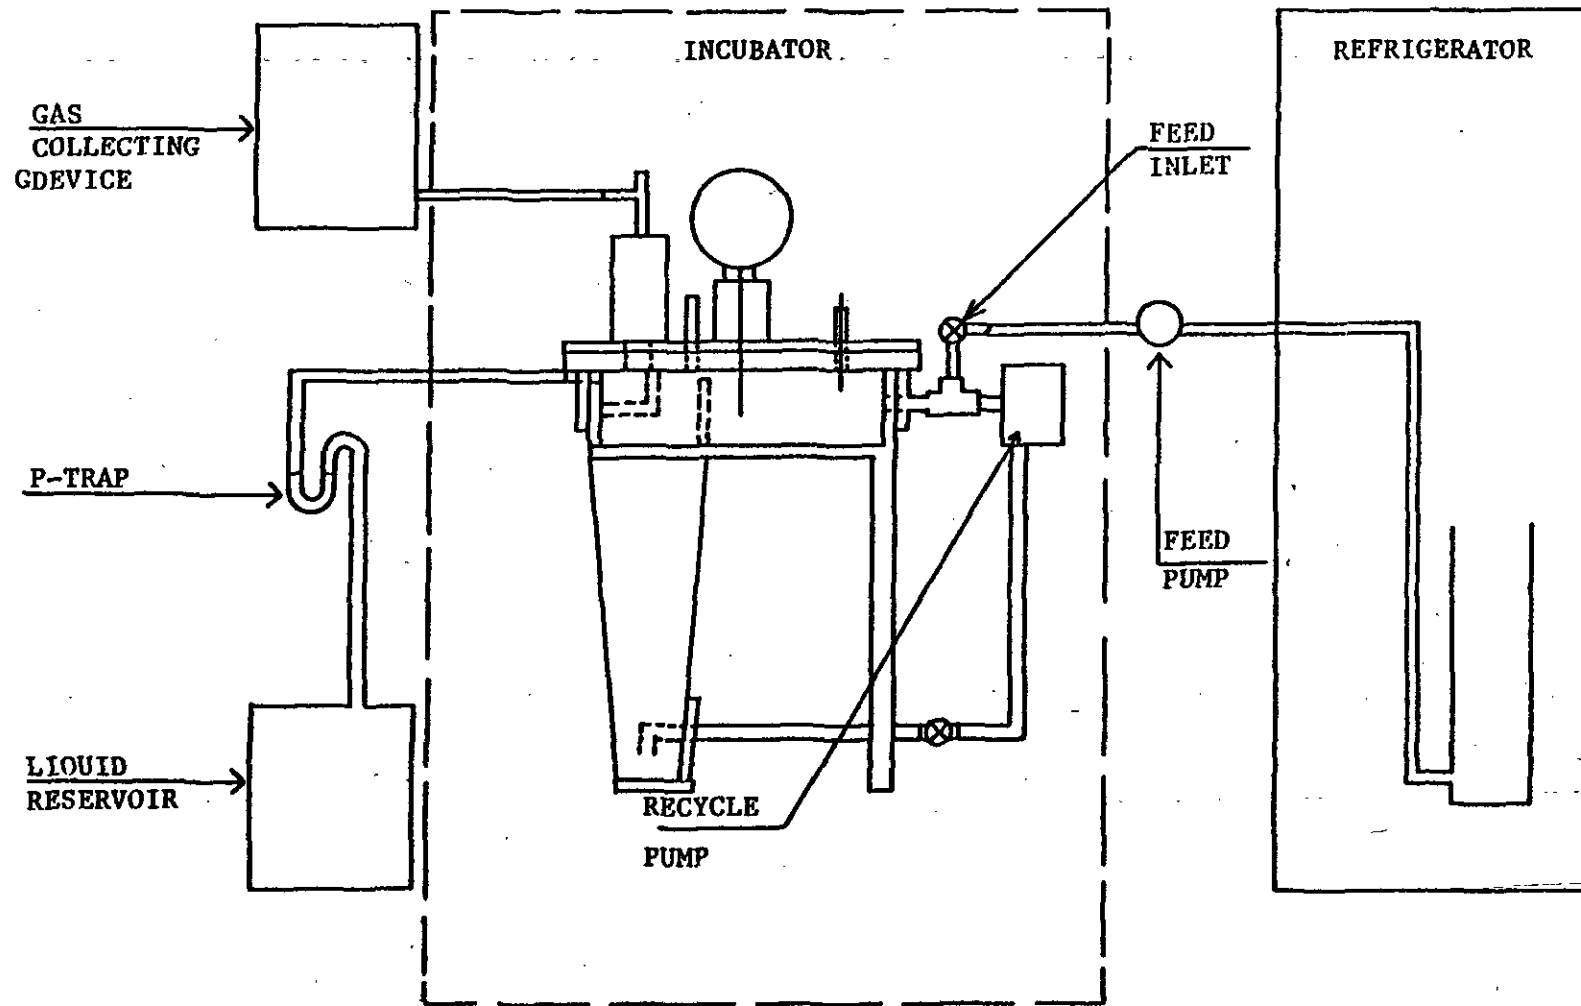 INCUBATOR
REFRIGERATOR
GAS
COLLECTING
GDEVICE
FEED
INLET
P-TRAP
FEED
PUMP
LIOUID
RESERVOIR
RECYCLE
PUMP